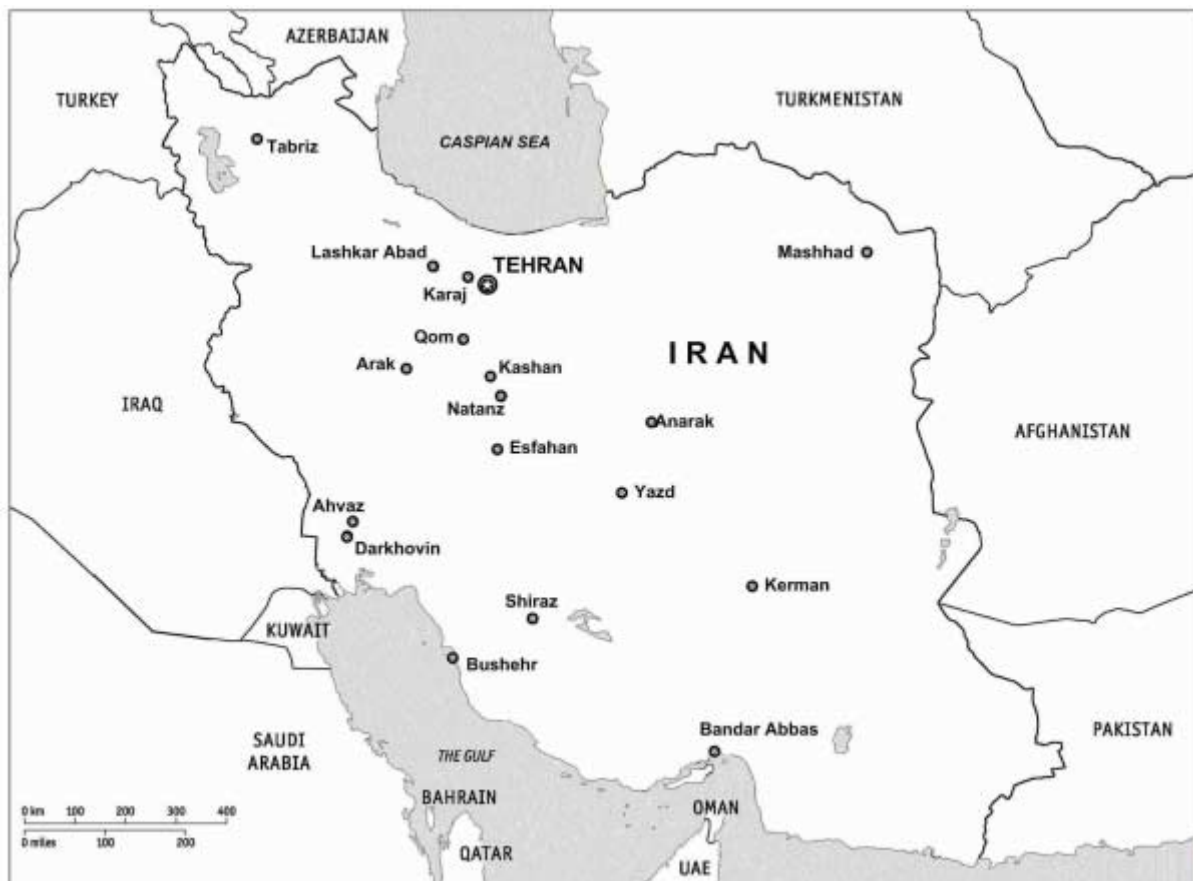 AZERBAIJAN
TURKEY
TURKMENISTAN
CASPIAN SEA
Tabriz
Lashkar Abad
TEHRAN
Mashhad
Karaj
Qom
IRAN
Arak
Kashan
IRAQ
Natanz
Anarak
AFGHANISTAN
Esfahan
Yazd
Ahvaz
Darkhovin
Kerman
Shiraz
KUWAIT
Bushehr
Bandar Abbas
PAKISTAN
SAUDI
ARABIA
THE GULF
BAHRAIN
OMAN
0 km 100 200 300 400
0 miles 100 200
QATAR
UAE